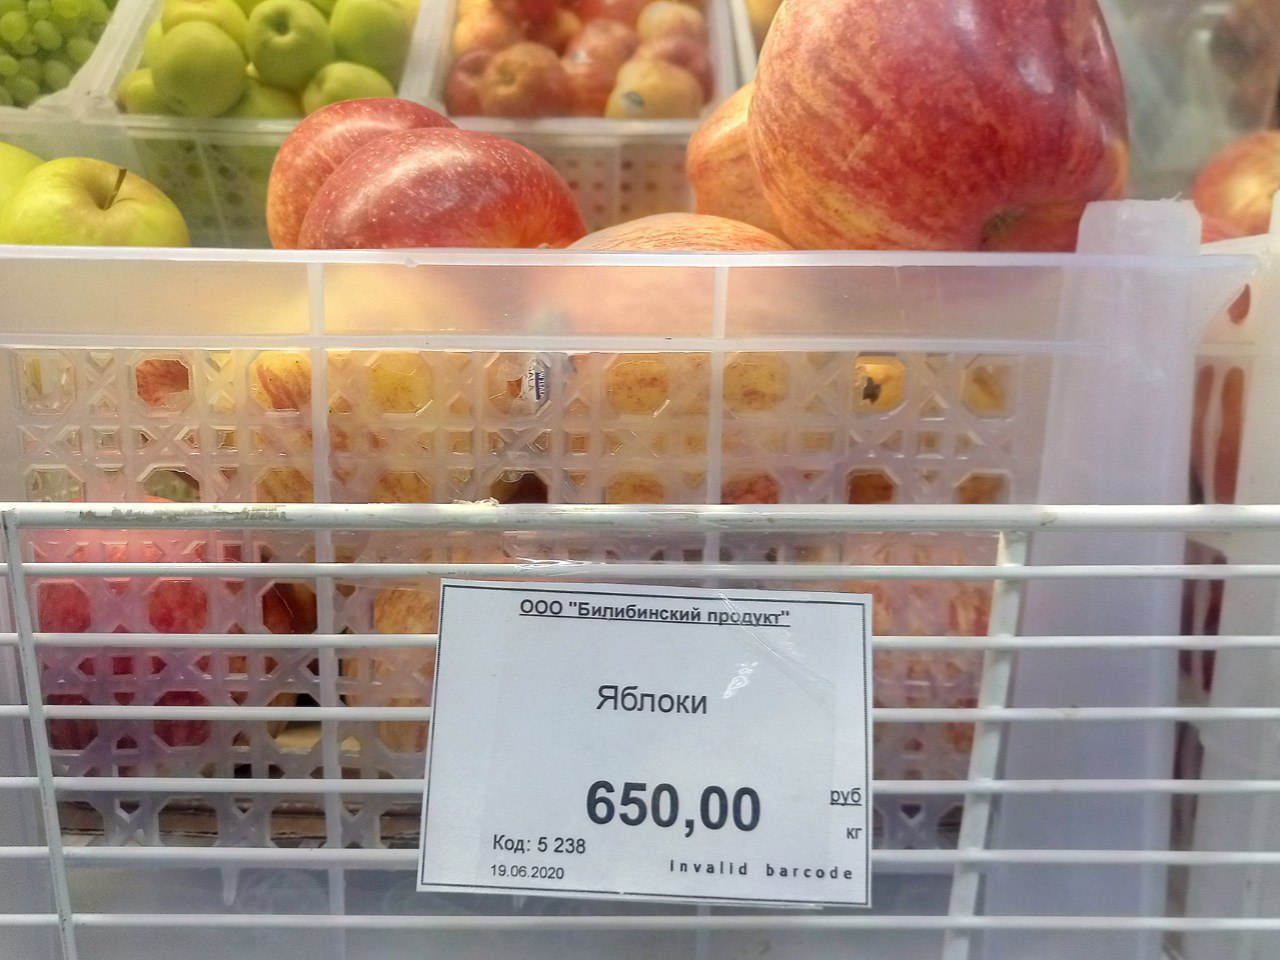 ООО "Билибинский продукт"
Яблоки
650,00
руб
кг
Код: 5 238
19.06.2020
Invalid barcode